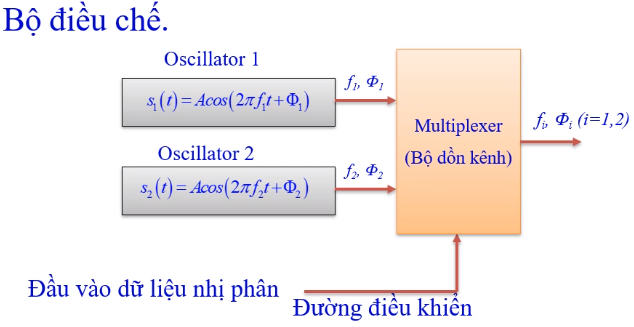 Bộ điều chế.
Oscillator 1
s₁(t) = Acos(2πf₁t+Φ₁)
f₁, Φ₁
Oscillator 2
s₂(t) = Acos(2πf₂t+Φ₂)
f₂, Φ₂
Multiplexer
(Bộ dồn kênh)
fᵢ, Φᵢ (i=1,2)
Đầu vào dữ liệu nhị phân
Đường điều khiển